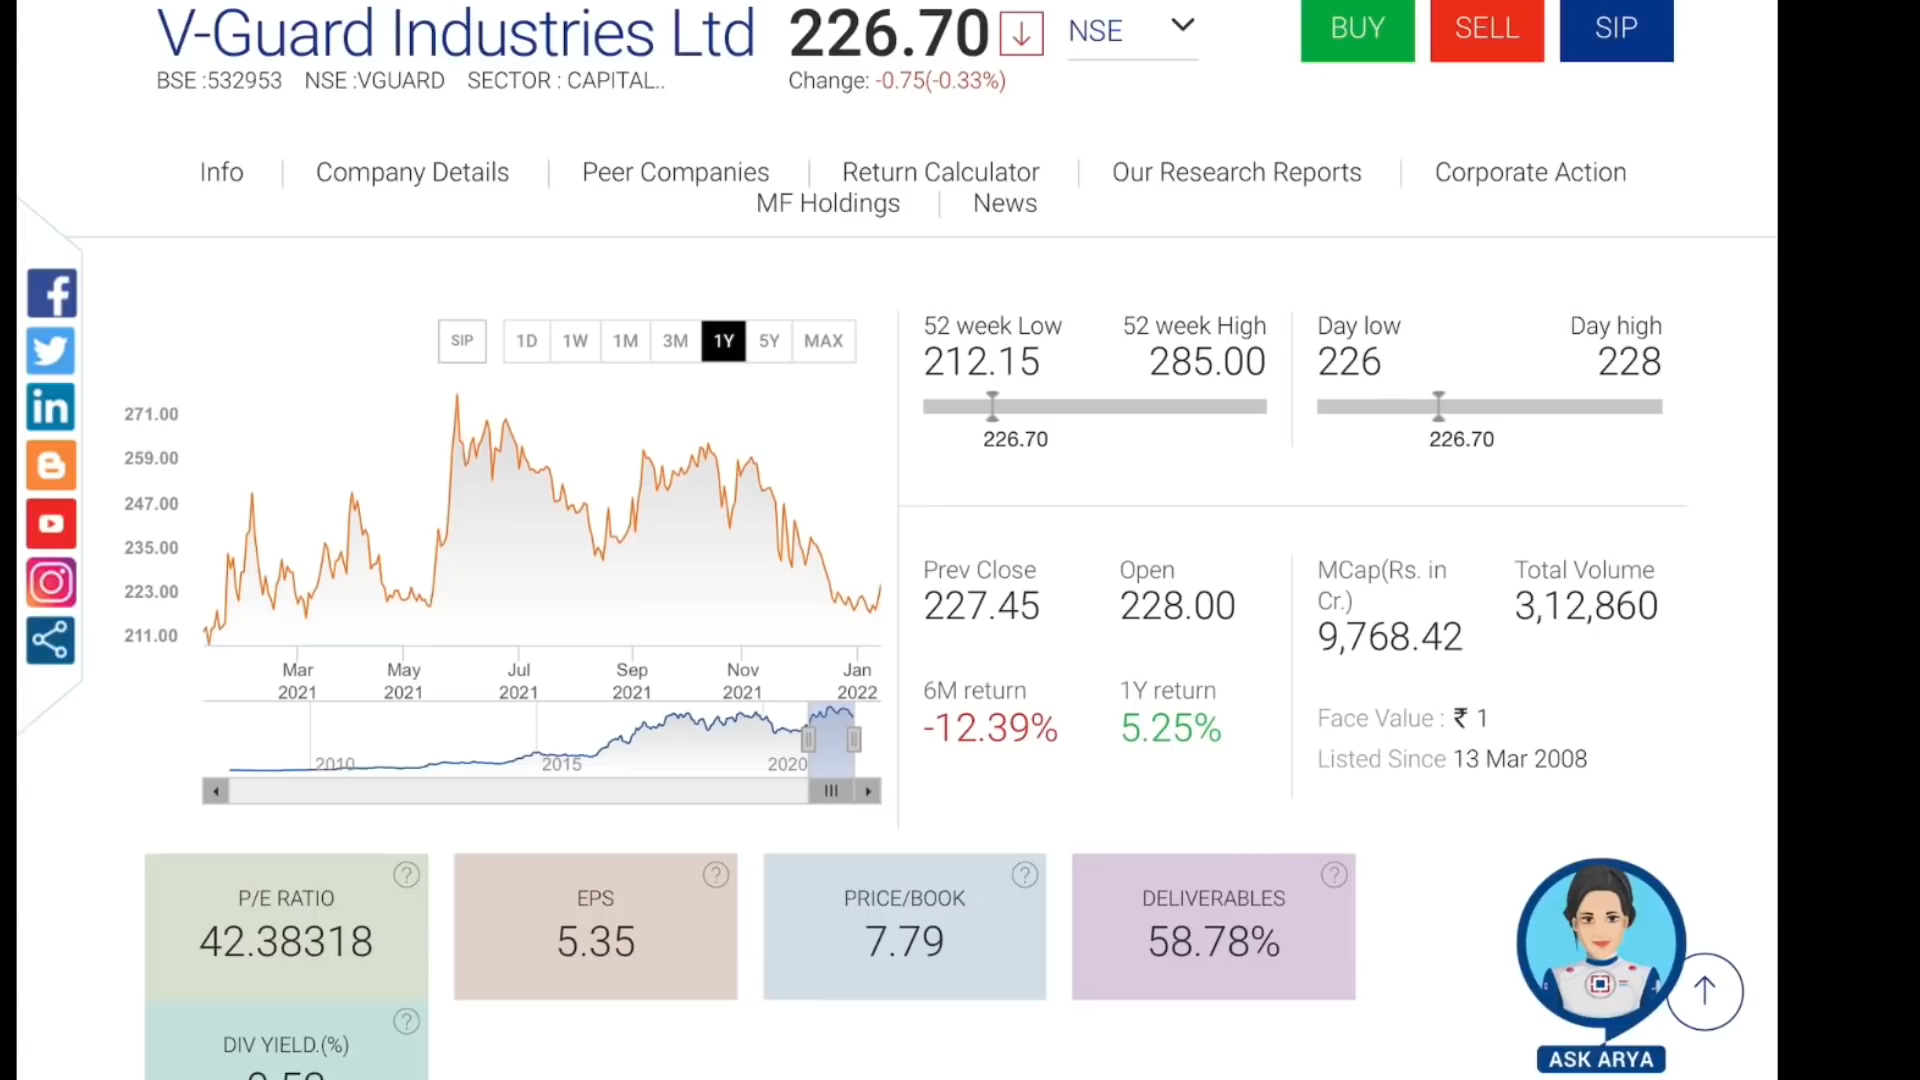 V-Guard Industries Ltd 226.70 NSE BUY SELL SIP
BSE :532953 NSE :VGUARD SECTOR : CAPITAL.. Change: -0.75(-0.33%)
Info Company Details Peer Companies Return Calculator Our Research Reports Corporate Action
MF Holdings News
SIP 1D 1W 1M 3M 1Y 5Y MAX
271.00
259.00
247.00
235.00
223.00
211.00
Mar May Jul Sep Nov Jan
2021 2021 2021 2021 2021 2022
2010 2015 2020
52 week Low 52 week High
212.15 285.00
226.70
Day low Day high
226 228
226.70
Prev Close Open
227.45 228.00
6M return 1Y return
-12.39% 5.25%
MCap(Rs. in Total Volume
Cr.) 3,12,860
9,768.42
Face Value : ₹ 1
Listed Since 13 Mar 2008
P/E RATIO ?
42.38318
EPS ?
5.35
PRICE/BOOK ?
7.79
DELIVERABLES ?
58.78%
DIV YIELD.(%) ?
ASK ARYA